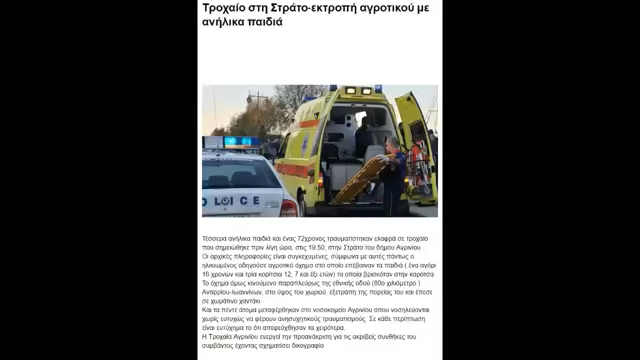 Τροχαίο στη Στράτο-εκτροπή αγροτικού με
ανήλικα παιδιά
POLICE
Τέσσερα ανήλικα παιδιά και ένας 72χρονος τραυματίστηκαν ελαφρά σε τροχαίο
που σημειώθηκε πριν λίγη ώρα, στις 19.50, στην Στράτο του δήμου Αγρινίου
Οι αρχικές πληροφορίες είναι συγκεχυμένες, σύμφωνα με αυτές πάντως ο
ηλικιωμένος οδηγούσε αγροτικό όχημα στο οποίο επέβαιναν τα παιδιά ( ένα αγόρι
16 χρονών και τρία κορίτσια 12, 7 και έξι ετών) τα οποία βρισκόταν στην καρότσα
Το όχημα όμως κινούμενο παραπλεύρως της εθνικής οδού (80ο χιλιόμετρο )
Αντιρρίου-Ιωαννίνων, στο ύψος του χωριού, εξετράπη της πορείας του και έπεσε
σε χωμάτινο χαντάκι
Και τα πέντε άτομα μεταφέρθηκαν στο νοσοκομείο Αγρινίου όπου νοσηλεύονται
χωρίς ευτυχώς να φέρουν ανησυχητικούς τραυματισμούς. Σε κάθε περίπτωση
είναι ευτύχημα το ότι απεφεύχθησαν τα χειρότερα.
Η Τροχαία Αγρινίου ενεργεί την προανάκριση για τις ακριβείς συνθήκες του
συμβάντος έχοντας σχηματίσει δικογραφία